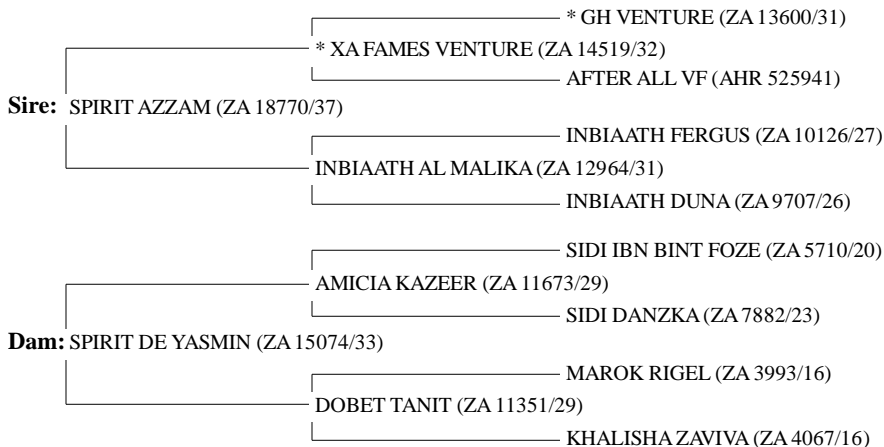 * GH VENTURE (ZA 13600/31)
* XA FAMES VENTURE (ZA 14519/32)
AFTER ALL VF (AHR 525941)
Sire: SPIRIT AZZAM (ZA 18770/37)
INBIAATH FERGUS (ZA 10126/27)
INBIAATH AL MALIKA (ZA 12964/31)
INBIAATH DUNA (ZA 9707/26)
SIDI IBN BINT FOZE (ZA 5710/20)
AMICIA KAZEER (ZA 11673/29)
SIDI DANZKA (ZA 7882/23)
Dam: SPIRIT DE YASMIN (ZA 15074/33)
MAROK RIGEL (ZA 3993/16)
DOBET TANIT (ZA 11351/29)
KHALISHA ZAVIVA (ZA 4067/16)